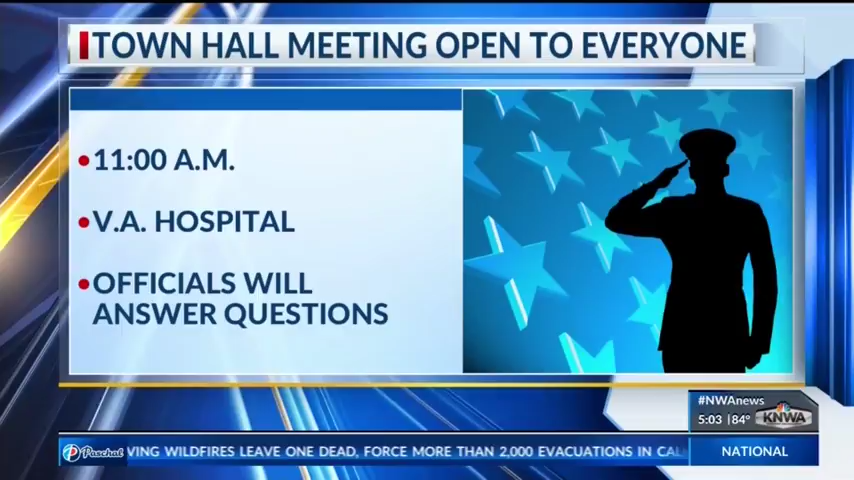 TOWN HALL MEETING OPEN TO EVERYONE
•11:00 A.M.
•V.A. HOSPITAL
•OFFICIALS WILL
ANSWER QUESTIONS
#NWAnews
5:03 | 84° KNWA
Paschal VING WILDFIRES LEAVE ONE DEAD, FORCE MORE THAN 2,000 EVACUATIONS IN CAL NATIONAL